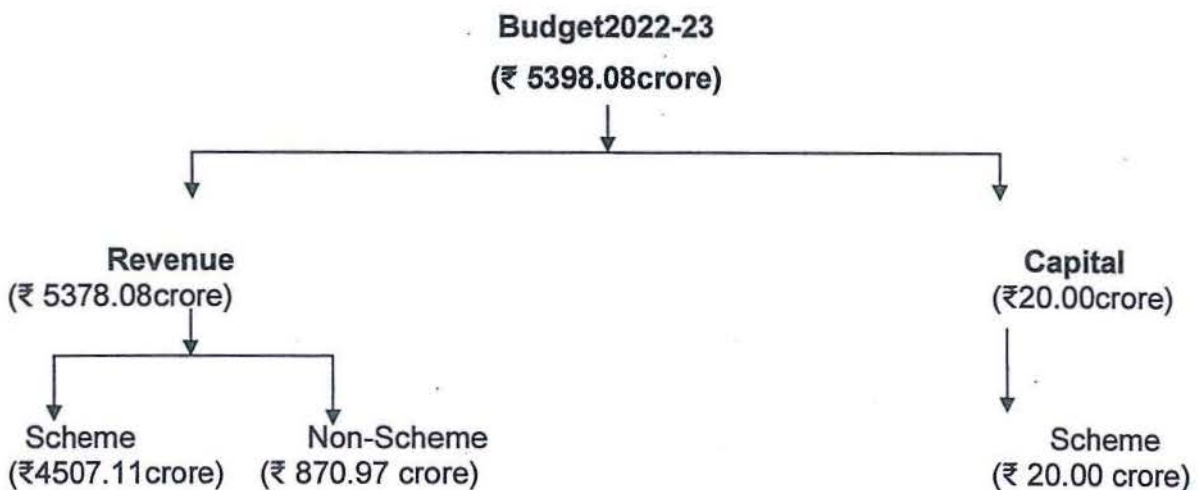 Budget2022-23
(₹ 5398.08crore)
Revenue
(₹ 5378.08crore)
Capital
(₹20.00crore)
Scheme
(₹4507.11crore)
Non-Scheme
(₹ 870.97 crore)
Scheme
(₹ 20.00 crore)